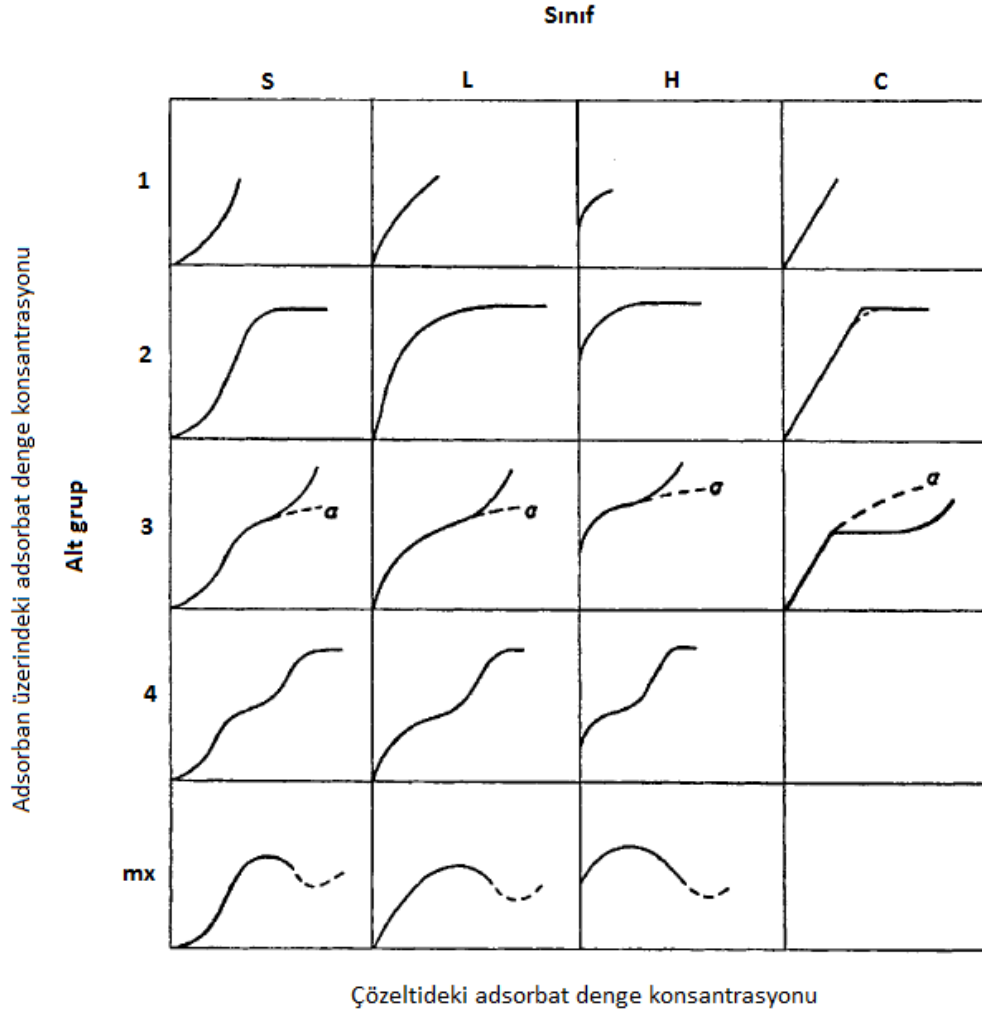 Sınıf
S L H C
1
2
3
4
mx
a
a
a
a
Alt grup
Adsorban üzerindeki adsorbat denge konsantrasyonu
Çözeltideki adsorbat denge konsantrasyonu